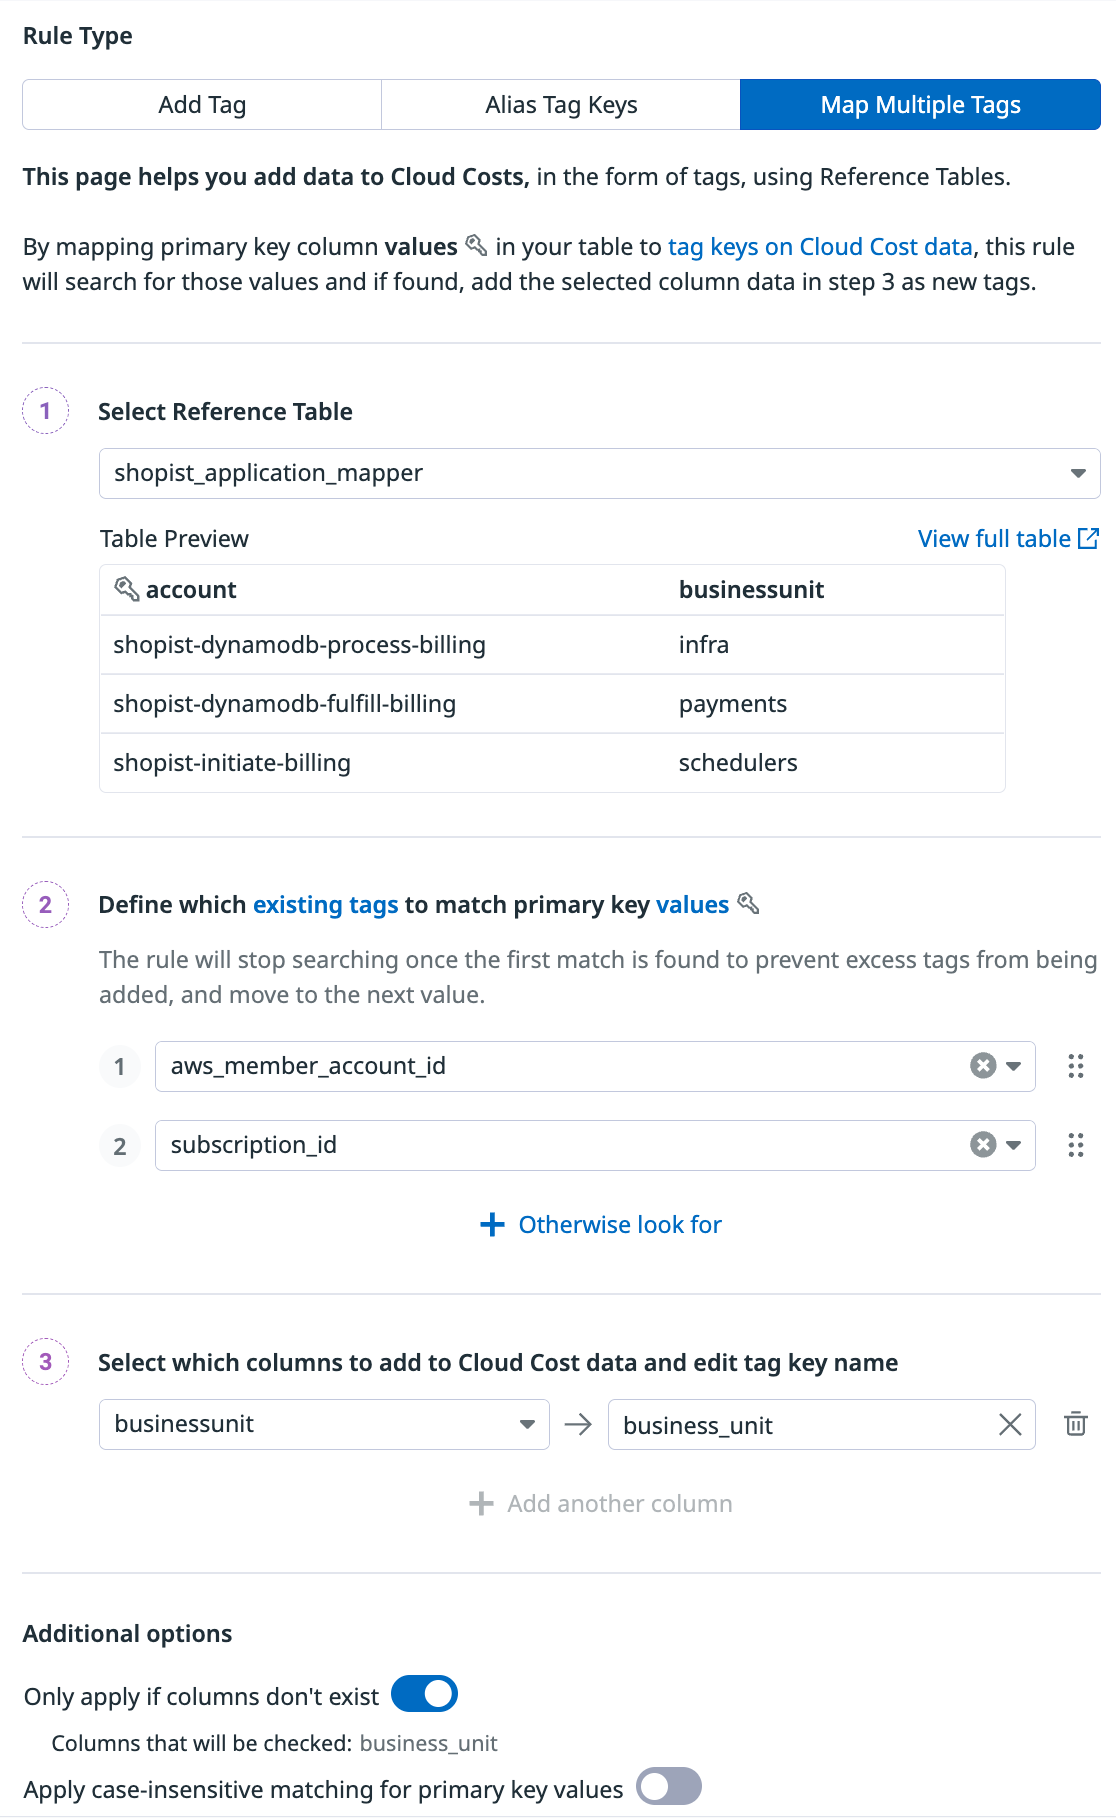 Rule Type
Add Tag
Alias Tag Keys
Map Multiple Tags
This page helps you add data to Cloud Costs, in the form of tags, using Reference Tables.
By mapping primary key column values in your table to tag keys on Cloud Cost data, this rule
will search for those values and if found, add the selected column data in step 3 as new tags.
1 Select Reference Table
shopist_application_mapper
Table Preview View full table
account businessunit
shopist-dynamodb-process-billing infra
shopist-dynamodb-fulfill-billing payments
shopist-initiate-billing schedulers
2 Define which existing tags to match primary key values
The rule will stop searching once the first match is found to prevent excess tags from being
added, and move to the next value.
1 aws_member_account_id
2 subscription_id
Otherwise look for
3 Select which columns to add to Cloud Cost data and edit tag key name
businessunit business_unit
Add another column
Additional options
Only apply if columns don't exist
Columns that will be checked: business_unit
Apply case-insensitive matching for primary key values